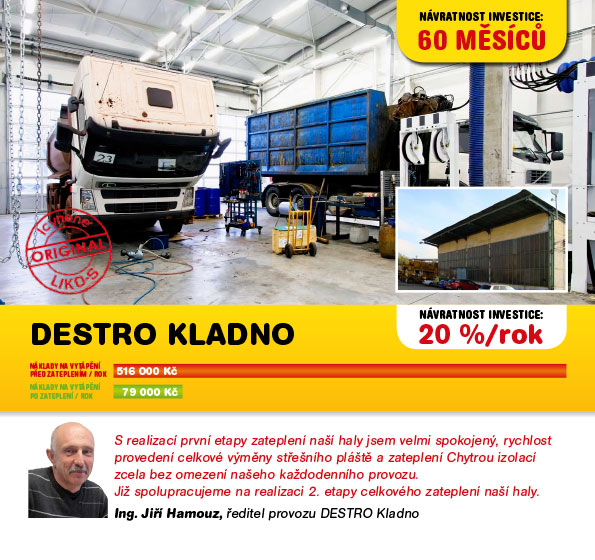 NÁVRATNOST INVESTICE:
60 MĚSÍCŮ
23
ORIGINAL
LIKO-S
NÁVRATNOST INVESTICE:
20 %/rok
DESTRO KLADNO
NÁKLADY NA VYTÁPĚNÍ
PŘED ZATEPLENÍM / ROK
516 000 Kč
NÁKLADY NA VYTÁPĚNÍ
PO ZATEPLENÍ / ROK
79 000 Kč
S realizací první etapy zateplení naší haly jsem velmi spokojený, rychlost
provedení celkové výměny střešního pláště a zateplení Chytrou izolací
zcela bez omezení našeho každodenního provozu.
Již spolupracujeme na realizaci 2. etapy celkového zateplení naší haly.
Ing. Jiří Hamouz, ředitel provozu DESTRO Kladno